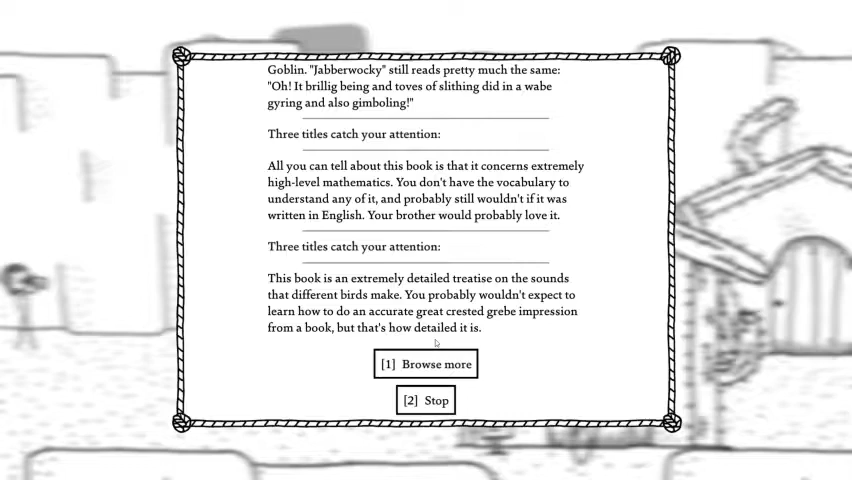 Goblin. "Jabberwocky" still reads pretty much the same:
"Oh! It brillig being and toves of slithing did in a wabe
gyring and also gimboling!"
Three titles catch your attention:
All you can tell about this book is that it concerns extremely
high-level mathematics. You don't have the vocabulary to
understand any of it, and probably still wouldn't if it was
written in English. Your brother would probably love it.
Three titles catch your attention:
This book is an extremely detailed treatise on the sounds
that different birds make. You probably wouldn't expect to
learn how to do an accurate great crested grebe impression
from a book, but that's how detailed it is.
[1] Browse more
[2] Stop